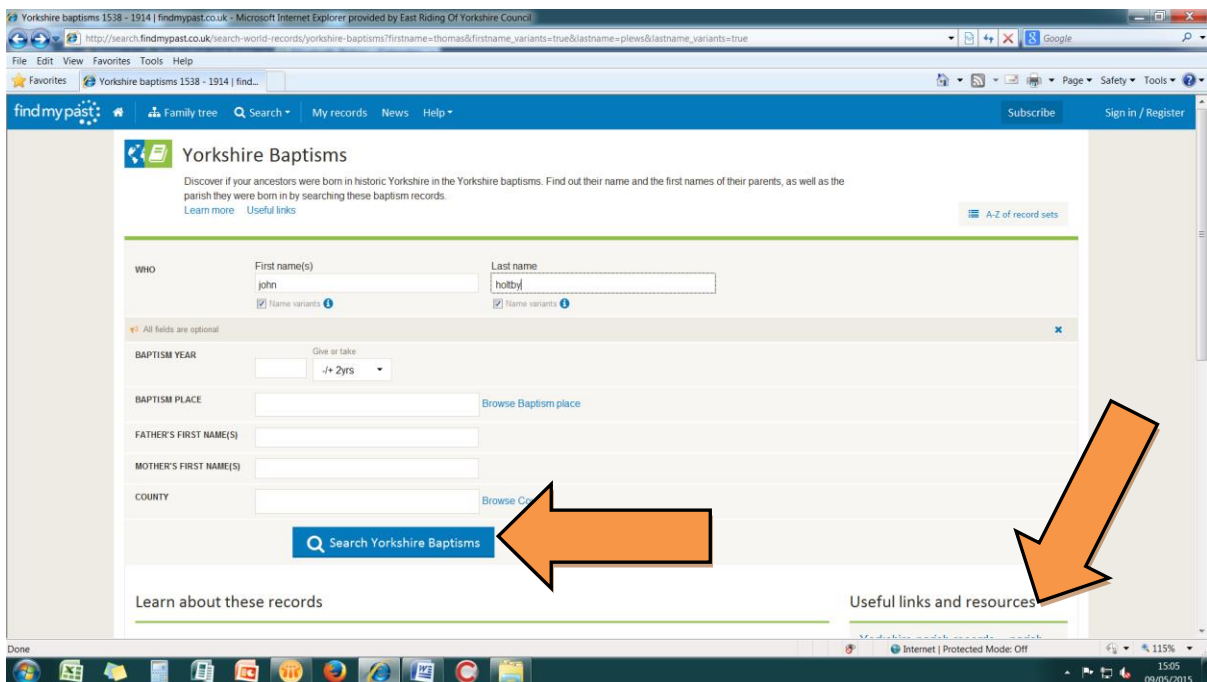 Yorkshire baptisms 1538 - 1914 | findmypast.co.uk - Microsoft Internet Explorer provided by East Riding Of Yorkshire Council
http://search.findmypast.co.uk/search-world-records/yorkshire-baptisms?firstname=thomas&firstname_variants=true&lastname=plews&lastname_variants=true
Google
File Edit View Favorites Tools Help
Favorites Yorkshire baptisms 1538 - 1914 | find...
Page Safety Tools
findmypast Family tree Search My records News Help Subscribe Sign in / Register
Yorkshire Baptisms
Discover if your ancestors were born in historic Yorkshire in the Yorkshire baptisms. Find out their name and the first names of their parents, as well as the
parish they were born in by searching these baptism records.
Learn more Useful links
A-Z of record sets
WHO First name(s) Last name
john holtby
Name variants Name variants
All fields are optional
BAPTISM YEAR Give or take
-/+ 2yrs
BAPTISM PLACE Browse Baptism place
FATHER'S FIRST NAME(S)
MOTHER'S FIRST NAME(S)
COUNTY Browse
Search Yorkshire Baptisms
Learn about these records Useful links and resources
Done Internet | Protected Mode: Off 115%
15:05
09/05/2015